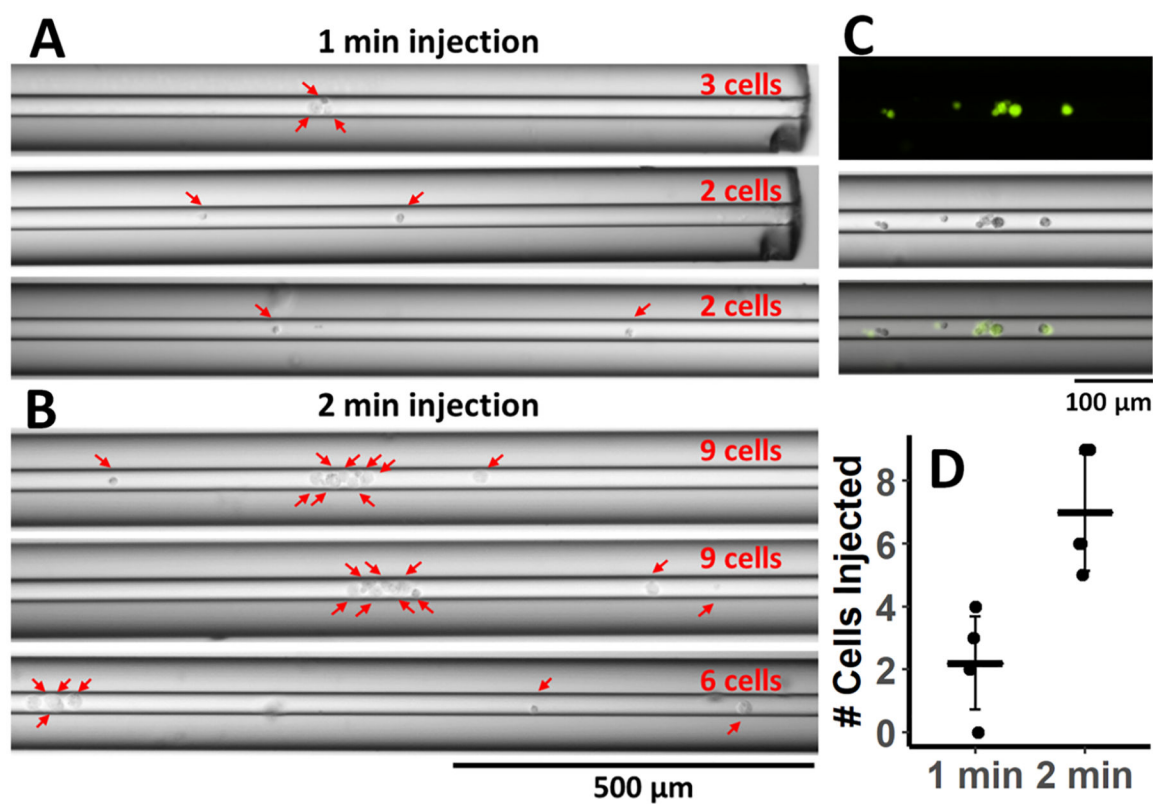 A
1 min injection
3 cells
2 cells
2 cells
B
2 min injection
9 cells
9 cells
6 cells
500 µm
C
100 µm
D
# Cells Injected
8
6
4
2
0
1 min 2 min